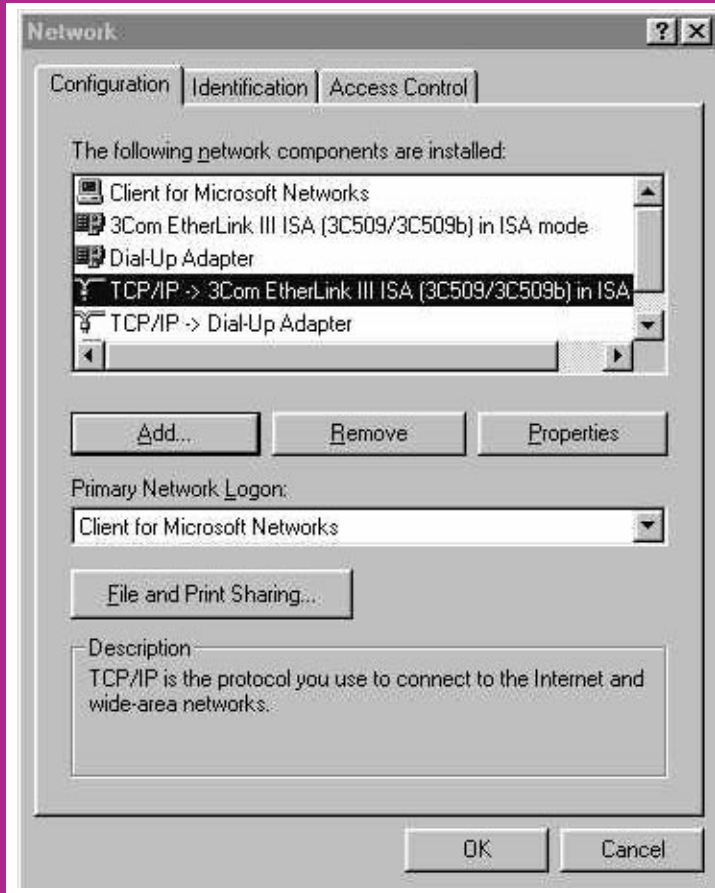 Network
Configuration Identification Access Control
The following network components are installed:
Client for Microsoft Networks
3Com EtherLink III ISA (3C509/3C509b) in ISA mode
Dial-Up Adapter
TCP/IP -> 3Com EtherLink III ISA (3C509/3C509b) in ISA
TCP/IP -> Dial-Up Adapter
Add... Remove Properties
Primary Network Logon:
Client for Microsoft Networks
File and Print Sharing...
Description
TCP/IP is the protocol you use to connect to the Internet and
wide-area networks.
OK Cancel